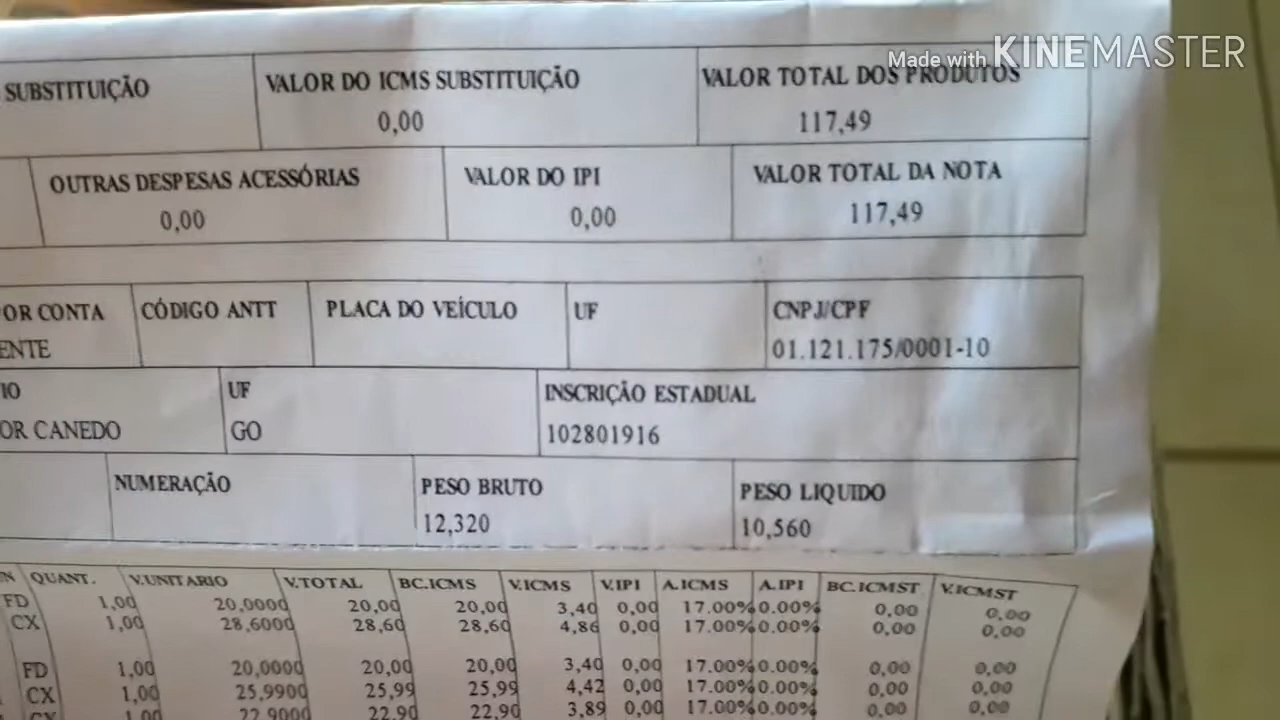 Made with KINEMASTER
SUBSTITUIÇÃO VALOR DO ICMS SUBSTITUIÇÃO VALOR TOTAL DOS PRODUTOS
0,00 117,49
OUTRAS DESPESAS ACESSÓRIAS VALOR DO IPI VALOR TOTAL DA NOTA
0,00 0,00 117,49
OR CONTA CÓDIGO ANTT PLACA DO VEÍCULO UF CNPJ/CPF
ENTE 01.121.175/0001-10
IO UF INSCRIÇÃO ESTADUAL
OR CANEDO GO 102801916
NUMERAÇÃO PESO BRUTO PESO LIQUIDO
12,320 10,560
N QUANT. V.UNITARIO V.TOTAL BC.ICMS V.ICMS V.IPI A.ICMS A.IPI BC.ICMST V.ICMST
FD 1,00 20,0000 20,00 20,00 3,40 0,00 17.00% 0.00% 0,00 0,00
CX 1,00 28,6000 28,60 28,60 4,86 0,00 17.00% 0.00% 0,00 0,00
FD 1,00 20,0000 20,00 20,00 3,40 0,00 17.00% 0.00% 0,00 0,00
CX 1,00 25,9900 25,99 25,99 4,42 0,00 17.00% 0.00% 0,00 0,00
CX 1,00 22,9000 22,90 22,90 3,89 0,00 17.00% 0.00% 0,00 0,00